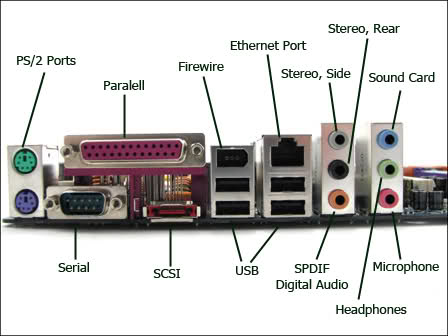 Stereo, Rear
Ethernet Port
PS/2 Ports
Firewire
Stereo, Side
Sound Card
Paralell
Serial
SCSI
USB
SPDIF
Digital Audio
Microphone
Headphones